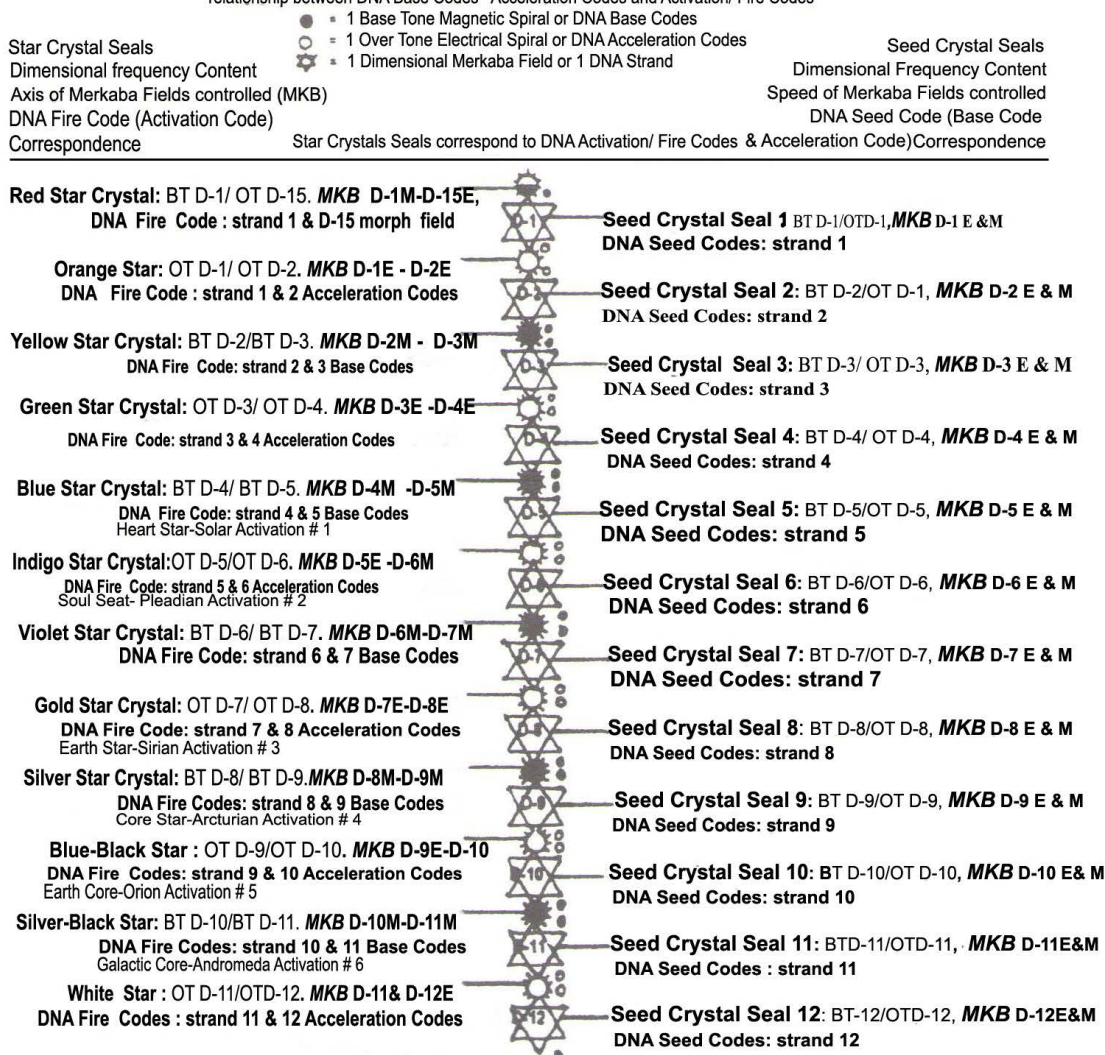 relationship between DNA Base Codes - Acceleration Codes and Activation/ Fire Codes
= 1 Base Tone Magnetic Spiral or DNA Base Codes
= 1 Over Tone Electrical Spiral or DNA Acceleration Codes
= 1 Dimensional Merkaba Field or 1 DNA Strand
Star Crystal Seals
Dimensional frequency Content
Axis of Merkaba Fields controlled (MKB)
DNA Fire Code (Activation Code)
Correspondence
Seed Crystal Seals
Dimensional Frequency Content
Speed of Merkaba Fields controlled
DNA Seed Code (Base Code
Star Crystals Seals correspond to DNA Activation/ Fire Codes & Acceleration Code)Correspondence
Red Star Crystal: BT D-1/ OT D-15. MKB D-1M-D-15E,
DNA Fire Code : strand 1 & D-15 morph field
D-1
Seed Crystal Seal 1 BT D-1/OTD-1,MKB D-1 E &M
DNA Seed Codes: strand 1
Orange Star: OT D-1/ OT D-2. MKB D-1E - D-2E
DNA Fire Code : strand 1 & 2 Acceleration Codes
D-2
Seed Crystal Seal 2: BT D-2/OT D-1, MKB D-2 E & M
DNA Seed Codes: strand 2
Yellow Star Crystal: BT D-2/BT D-3. MKB D-2M - D-3M
DNA Fire Code: strand 2 & 3 Base Codes
D-3
Seed Crystal Seal 3: BT D-3/ OT D-3, MKB D-3 E & M
DNA Seed Codes: strand 3
Green Star Crystal: OT D-3/ OT D-4. MKB D-3E -D-4E
DNA Fire Code: strand 3 & 4 Acceleration Codes
D-4
Seed Crystal Seal 4: BT D-4/ OT D-4, MKB D-4 E & M
DNA Seed Codes: strand 4
Blue Star Crystal: BT D-4/ BT D-5. MKB D-4M -D-5M
DNA Fire Code: strand 4 & 5 Base Codes
Heart Star-Solar Activation # 1
D-5
Seed Crystal Seal 5: BT D-5/OT D-5, MKB D-5 E & M
DNA Seed Codes: strand 5
Indigo Star Crystal:OT D-5/OT D-6. MKB D-5E -D-6M
DNA Fire Code: strand 5 & 6 Acceleration Codes
Soul Seat- Pleadian Activation # 2
D-6
Seed Crystal Seal 6: BT D-6/OT D-6, MKB D-6 E & M
DNA Seed Codes: strand 6
Violet Star Crystal: BT D-6/ BT D-7. MKB D-6M-D-7M
DNA Fire Code: strand 6 & 7 Base Codes
D-7
Seed Crystal Seal 7: BT D-7/OT D-7, MKB D-7 E & M
DNA Seed Codes: strand 7
Gold Star Crystal: OT D-7/ OT D-8. MKB D-7E-D-8E
DNA Fire Code: strand 7 & 8 Acceleration Codes
Earth Star-Sirian Activation # 3
D-8
Seed Crystal Seal 8: BT D-8/OT D-8, MKB D-8 E & M
DNA Seed Codes: strand 8
Silver Star Crystal: BT D-8/ BT D-9.MKB D-8M-D-9M
DNA Fire Codes: strand 8 & 9 Base Codes
Core Star-Arcturian Activation # 4
D-9
Seed Crystal Seal 9: BT D-9/OT D-9, MKB D-9 E & M
DNA Seed Codes: strand 9
Blue-Black Star : OT D-9/OT D-10. MKB D-9E-D-10
DNA Fire Codes: strand 9 & 10 Acceleration Codes
Earth Core-Orion Activation # 5
D-10
Seed Crystal Seal 10: BT D-10/OT D-10, MKB D-10 E& M
DNA Seed Codes: strand 10
Silver-Black Star: BT D-10/BT D-11. MKB D-10M-D-11M
DNA Fire Codes: strand 10 & 11 Base Codes
Galactic Core-Andromeda Activation # 6
D-11
Seed Crystal Seal 11: BTD-11/OTD-11, MKB D-11E&M
DNA Seed Codes : strand 11
White Star : OT D-11/OTD-12. MKB D-11& D-12E
DNA Fire Codes : strand 11 & 12 Acceleration Codes
D-12
Seed Crystal Seal 12: BT-12/OTD-12, MKB D-12E&M
DNA Seed Codes: strand 12